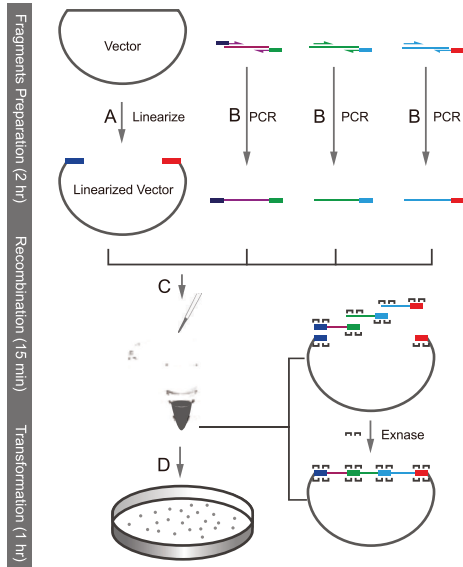 Fragments Preparation (2 hr)
Recombination (15 min)
Transformation (1 hr)
Vector
A Linearize
B PCR
B PCR
B PCR
Linearized Vector
C
Exnase
D